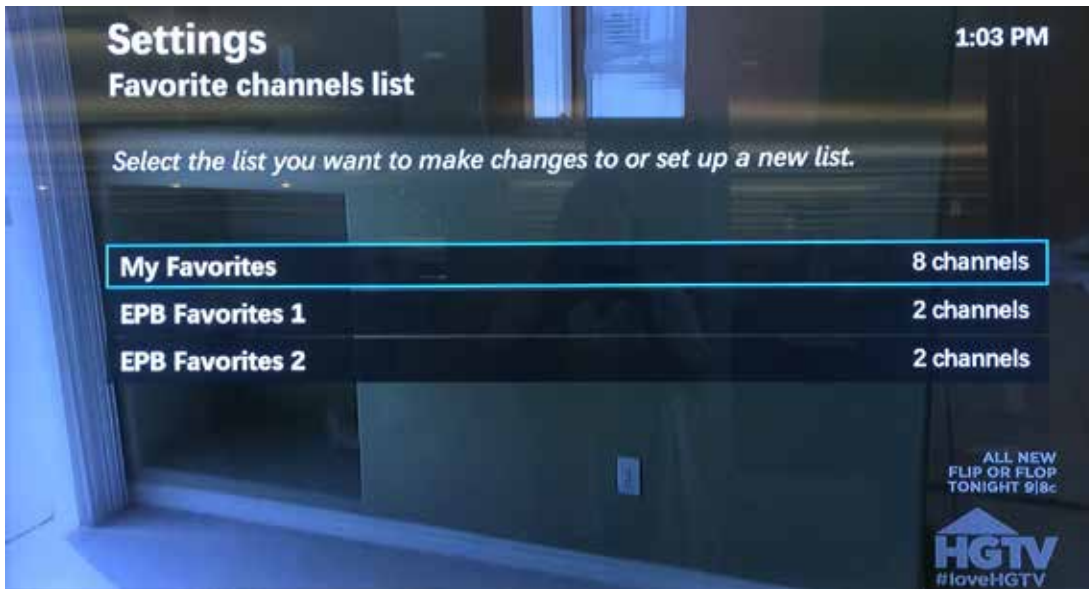 Settings
1:03 PM
Favorite channels list
Select the list you want to make changes to or set up a new list.
My Favorites 8 channels
EPB Favorites 1 2 channels
EPB Favorites 2 2 channels
ALL NEW
FLIP OR FLOP
TONIGHT 9|8c
HGTV
#loveHGTV